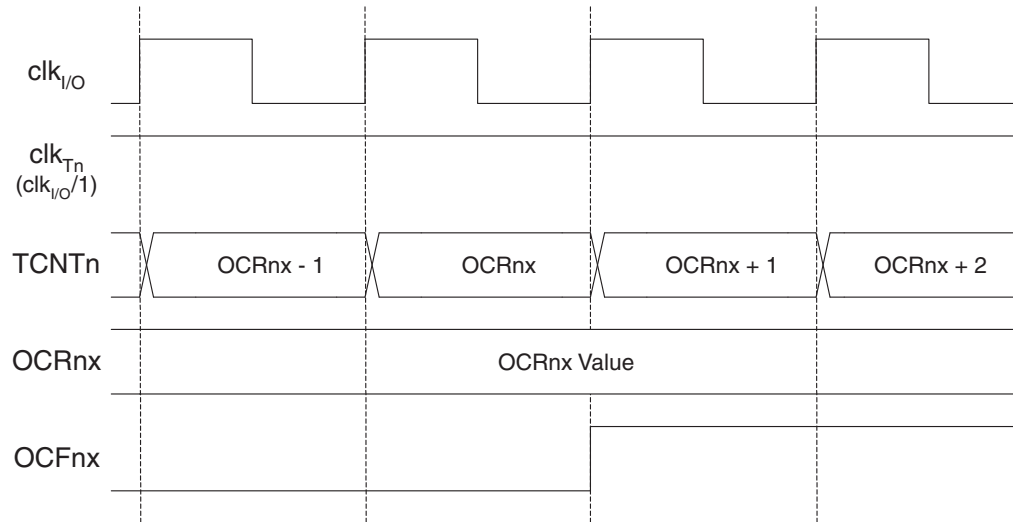 clkI/O
clkTn
(clkI/O/1)
TCNTn OCRnx - 1 OCRnx OCRnx + 1 OCRnx + 2
OCRnx OCRnx Value
OCFnx